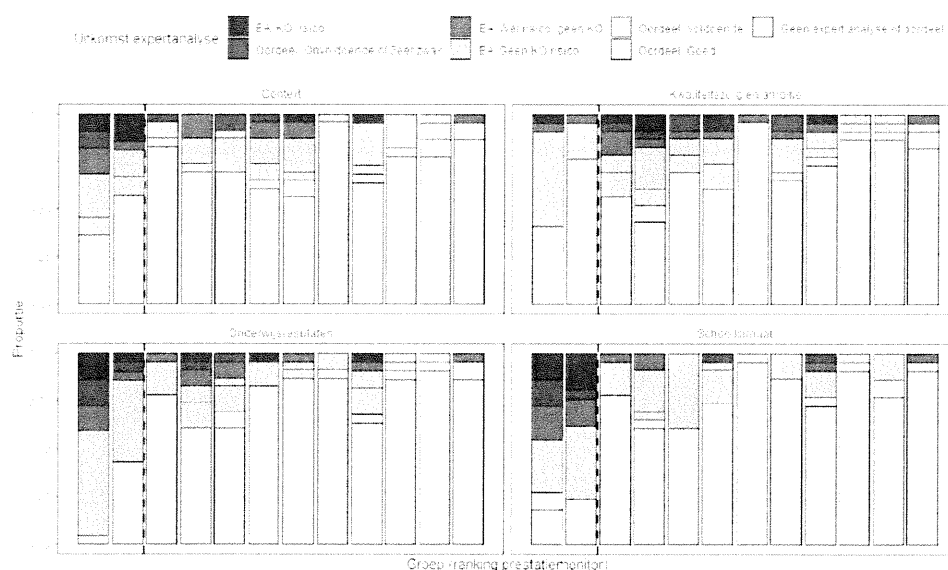 Uitkomst expertanalyse
EA: KO risico
EA: Wel risico, geen KO
Oordeel: Voldoende
Geen expertanalyse of oordeel
Oordeel: Onvoldoende of Zeer zwak
EA: Geen KO risico
Oordeel: Goed
Context
Kwaliteitszorg en ambitie
Proportie
Onderwijsresultaten
Schoolklimaat
Groep (ranking prestatiemonitor)